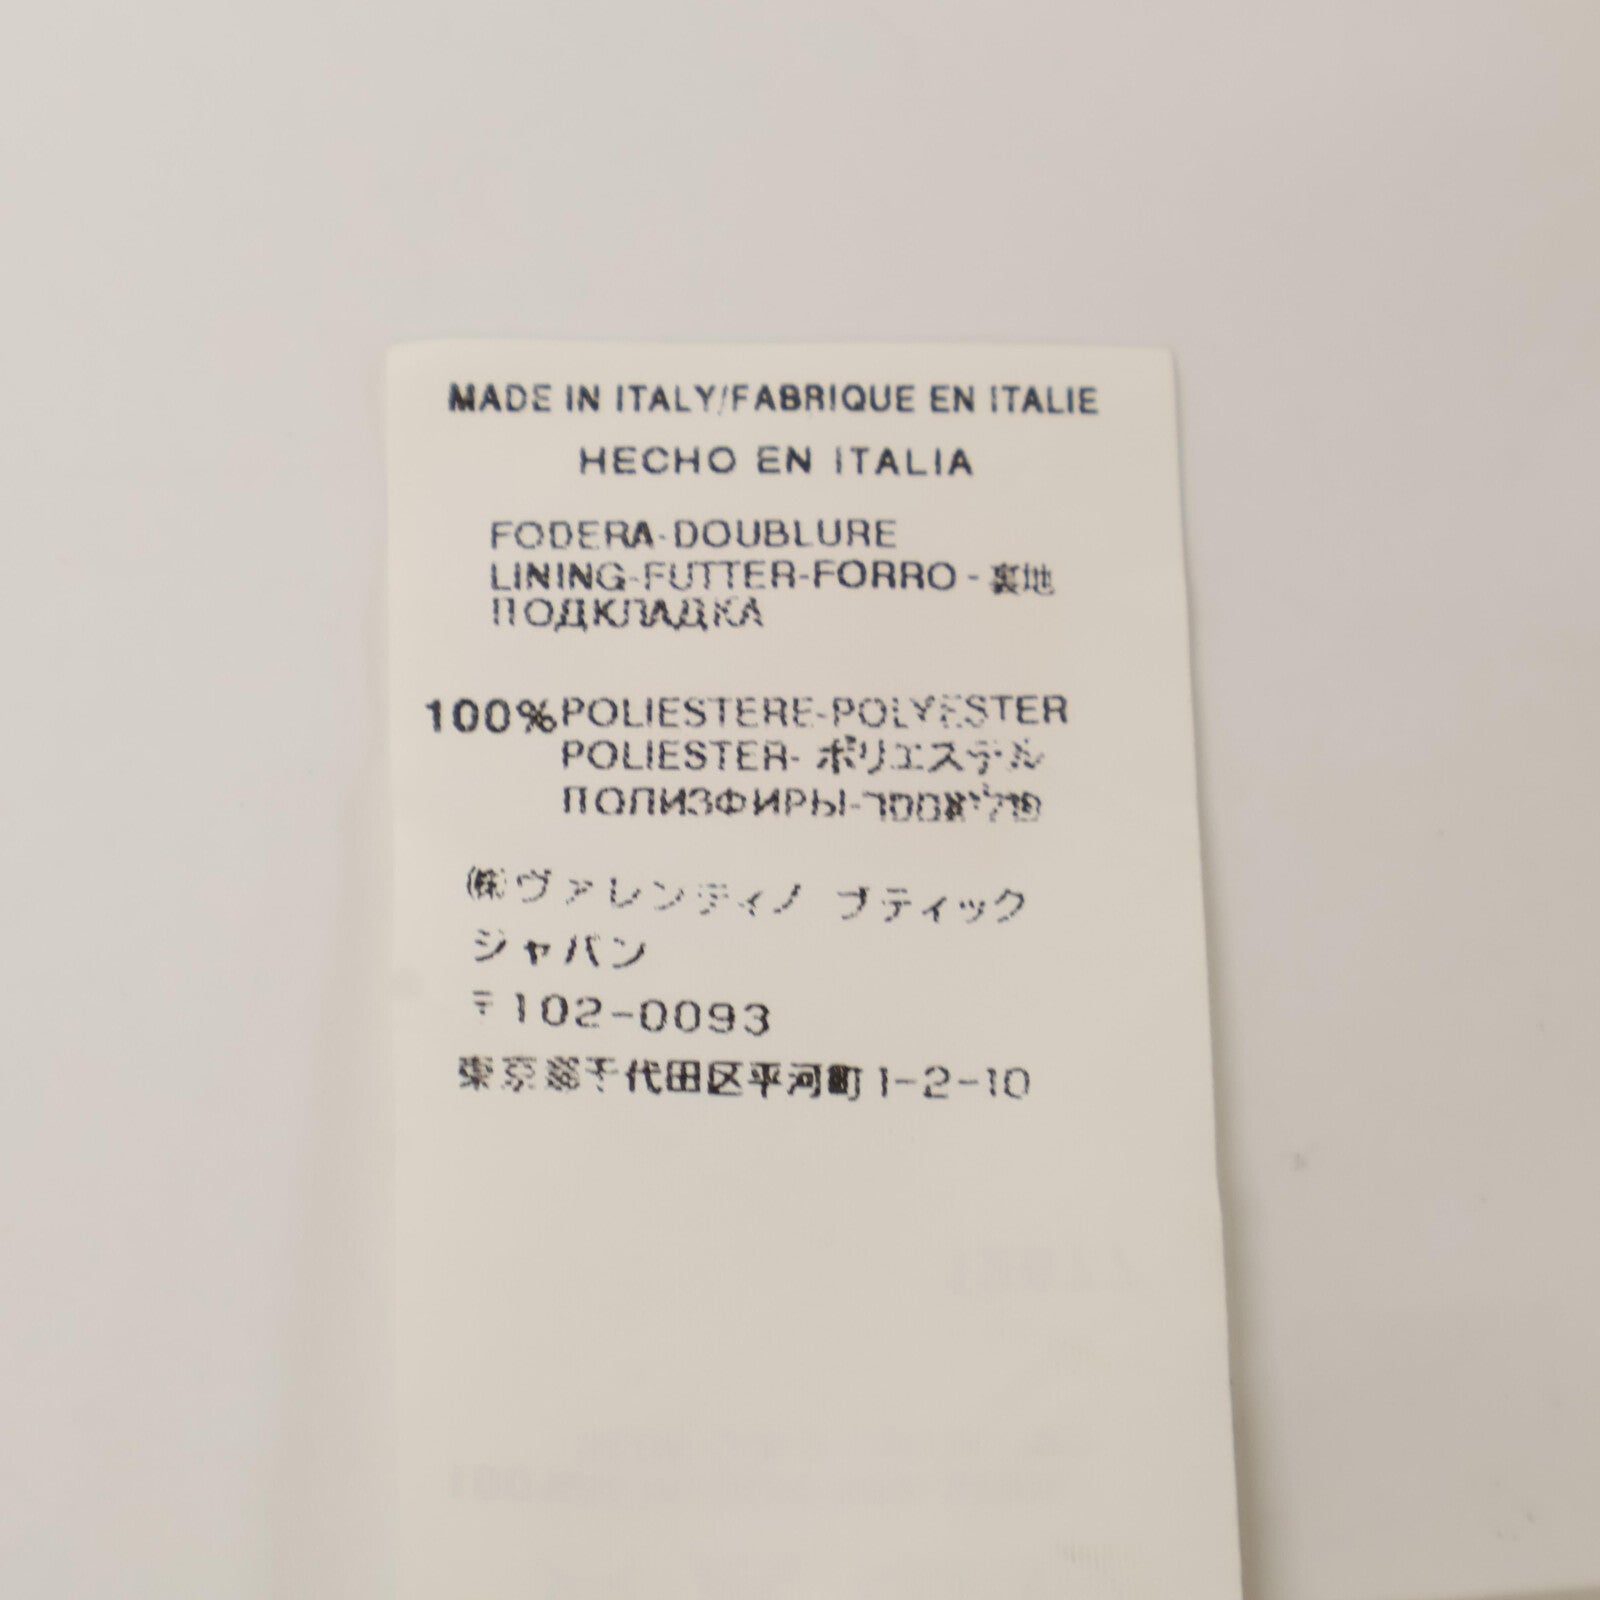 MADE IN ITALY/FABRIQUE EN ITALIE
HECHO EN ITALIA
FODERA-DOUBLURE
LINING-FUTTER-FORRO - 裏地
ПОДКЛАДКА
100% POLIESTERE-POLYESTER
POLIESTER- ポリエステル
ПОЛИЗФИРЫ-
㈱ヴァレンティノ ブティック
ジャパン
〒102-0093
東京都千代田区平河町1-2-10